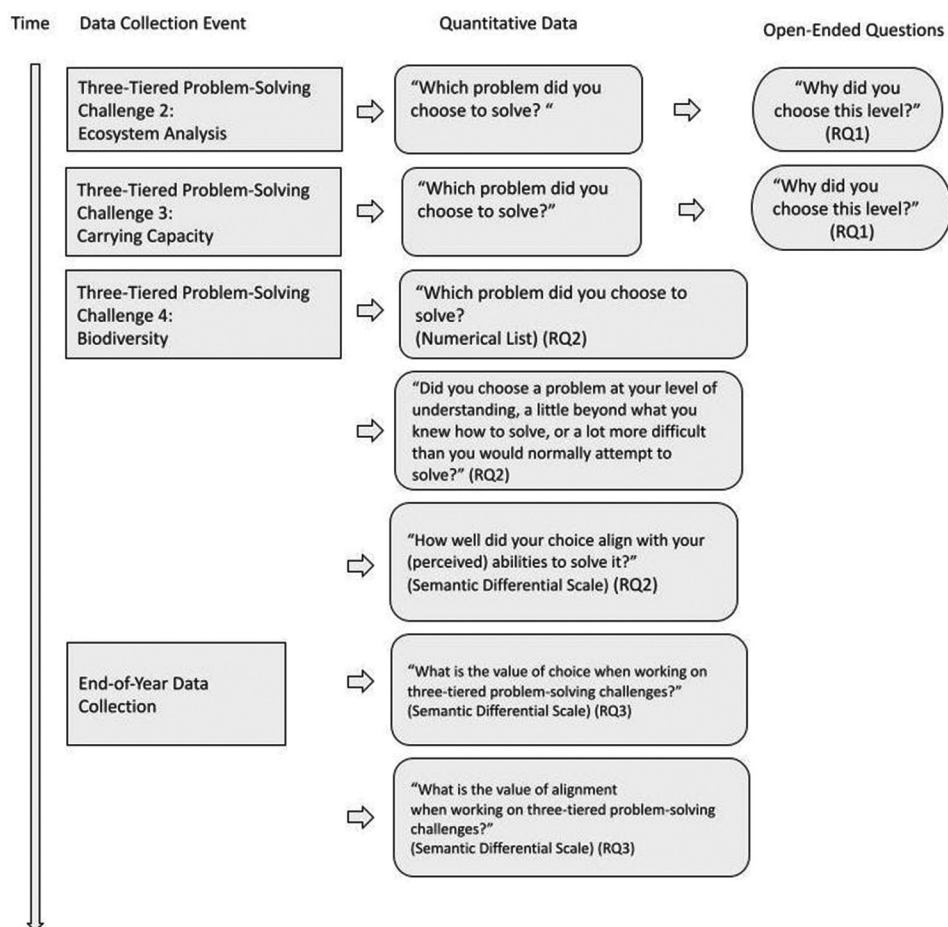 Time
Data Collection Event
Quantitative Data
Open-Ended Questions
Three-Tiered Problem-Solving
Challenge 2:
Ecosystem Analysis
“Which problem did you
choose to solve? “
“Why did you
choose this level?”
(RQ1)
Three-Tiered Problem-Solving
Challenge 3:
Carrying Capacity
“Which problem did you
choose to solve?”
“Why did you
choose this level?”
(RQ1)
Three-Tiered Problem-Solving
Challenge 4:
Biodiversity
“Which problem did you choose to
solve?
(Numerical List) (RQ2)
“Did you choose a problem at your level of
understanding, a little beyond what you
knew how to solve, or a lot more difficult
than you would normally attempt to
solve?” (RQ2)
“How well did your choice align with your
(perceived) abilities to solve it?”
(Semantic Differential Scale) (RQ2)
End-of-Year Data
Collection
“What is the value of choice when working on
three-tiered problem-solving challenges?”
(Semantic Differential Scale) (RQ3)
“What is the value of alignment
when working on three-tiered problem-solving
challenges?”
(Semantic Differential Scale) (RQ3)